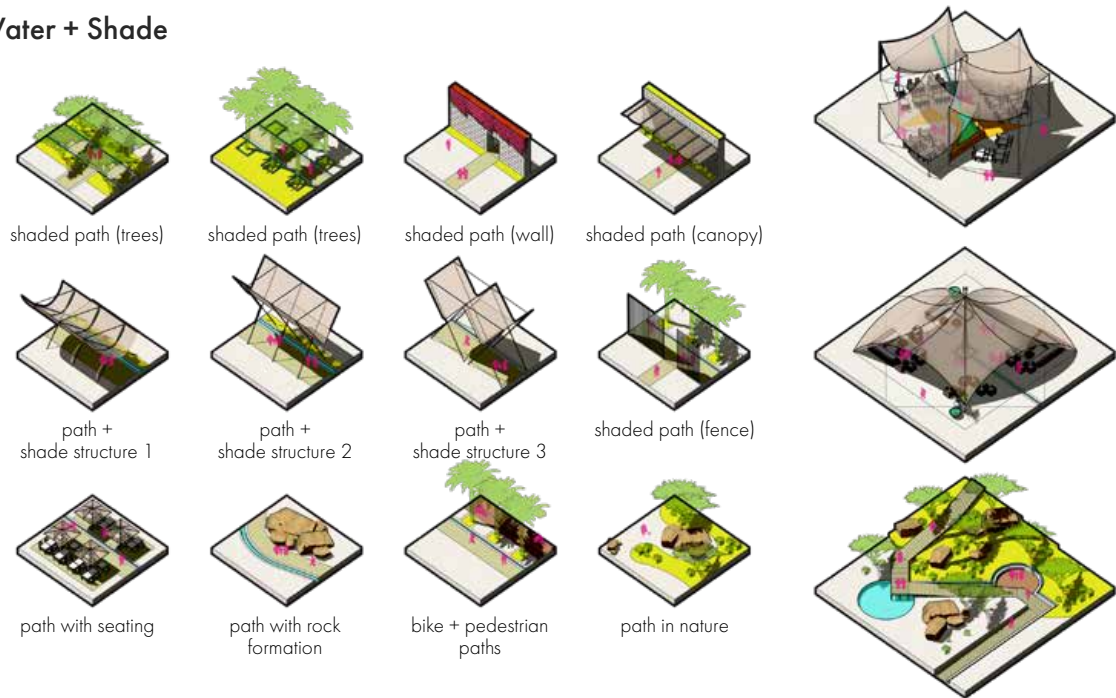 Water + Shade
shaded path (trees)
shaded path (trees)
shaded path (wall)
shaded path (canopy)
path +
shade structure 1
path +
shade structure 2
path +
shade structure 3
shaded path (fence)
path with seating
path with rock
formation
bike + pedestrian
paths
path in nature